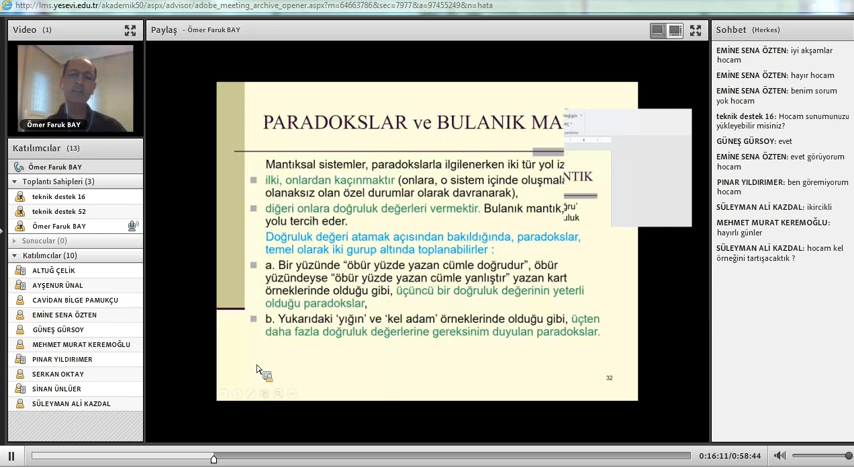 http://lms.yesevi.edu.tr/akademik50/aspx/advisor/adobe_meeting_archive_opener.aspx?m=64663786&sec=7977&a=97455249&n=hata
Video (1)
Ömer Faruk BAY
Katılımcılar (13)
Ömer Faruk BAY
Toplantı Sahipleri (3)
teknik destek 16
teknik destek 52
Ömer Faruk BAY
Sunucular (0)
Katılımcılar (10)
ALTUĞ ÇELİK
AYŞENUR ÜNAL
CAVİDAN BİLGE PAMUKÇU
EMİNE SENA ÖZTEN
GÜNEŞ GÜRSOY
MEHMET MURAT KEREMOĞLU
PINAR YILDIRIMER
SERKAN OKTAY
SİNAN ÜNLÜER
SÜLEYMAN ALİ KAZDAL
Paylaş - Ömer Faruk BAY
PARADOKSLAR ve BULANIK MA
NTIK
Mantıksal sistemler, paradokslarla ilgilenirken iki tür yol iz
ilki, onlardan kaçınmaktır (onlara, o sistem içinde oluşmala
olanaksız olan özel durumlar olarak davranarak),
diğeri onlara doğruluk değerleri vermektir. Bulanık mantık,
yolu tercih eder.
Doğruluk değeri atamak açısından bakıldığında, paradokslar,
temel olarak iki gurup altında toplanabilirler :
a. Bir yüzünde “öbür yüzde yazan cümle doğrudur”, öbür
yüzündeyse “öbür yüzde yazan cümle yanlıştır” yazan kart
örneklerinde olduğu gibi, üçüncü bir doğruluk değerinin yeterli
olduğu paradokslar,
b. Yukarıdaki ‘yığın’ ve ‘kel adam’ örneklerinde olduğu gibi, üçten
daha fazla doğruluk değerlerine gereksinim duyulan paradokslar.
32
Sohbet (Herkes)
EMİNE SENA ÖZTEN: iyi akşamlar
hocam
EMİNE SENA ÖZTEN: hayır hocam
EMİNE SENA ÖZTEN: benim sorum
yok hocam
teknik destek 16: Hocam sunumunuzu
yükleyebilir misiniz?
GÜNEŞ GÜRSOY: evet
EMİNE SENA ÖZTEN: evet görüyorum
hocam
PINAR YILDIRIMER: ben göremiyorum
hocam
SÜLEYMAN ALİ KAZDAL: ikircikli
MEHMET MURAT KEREMOĞLU:
hayırlı günler
SÜLEYMAN ALİ KAZDAL: hocam kel
örneğini tartışacaktık ?
0:16:11/0:58:44